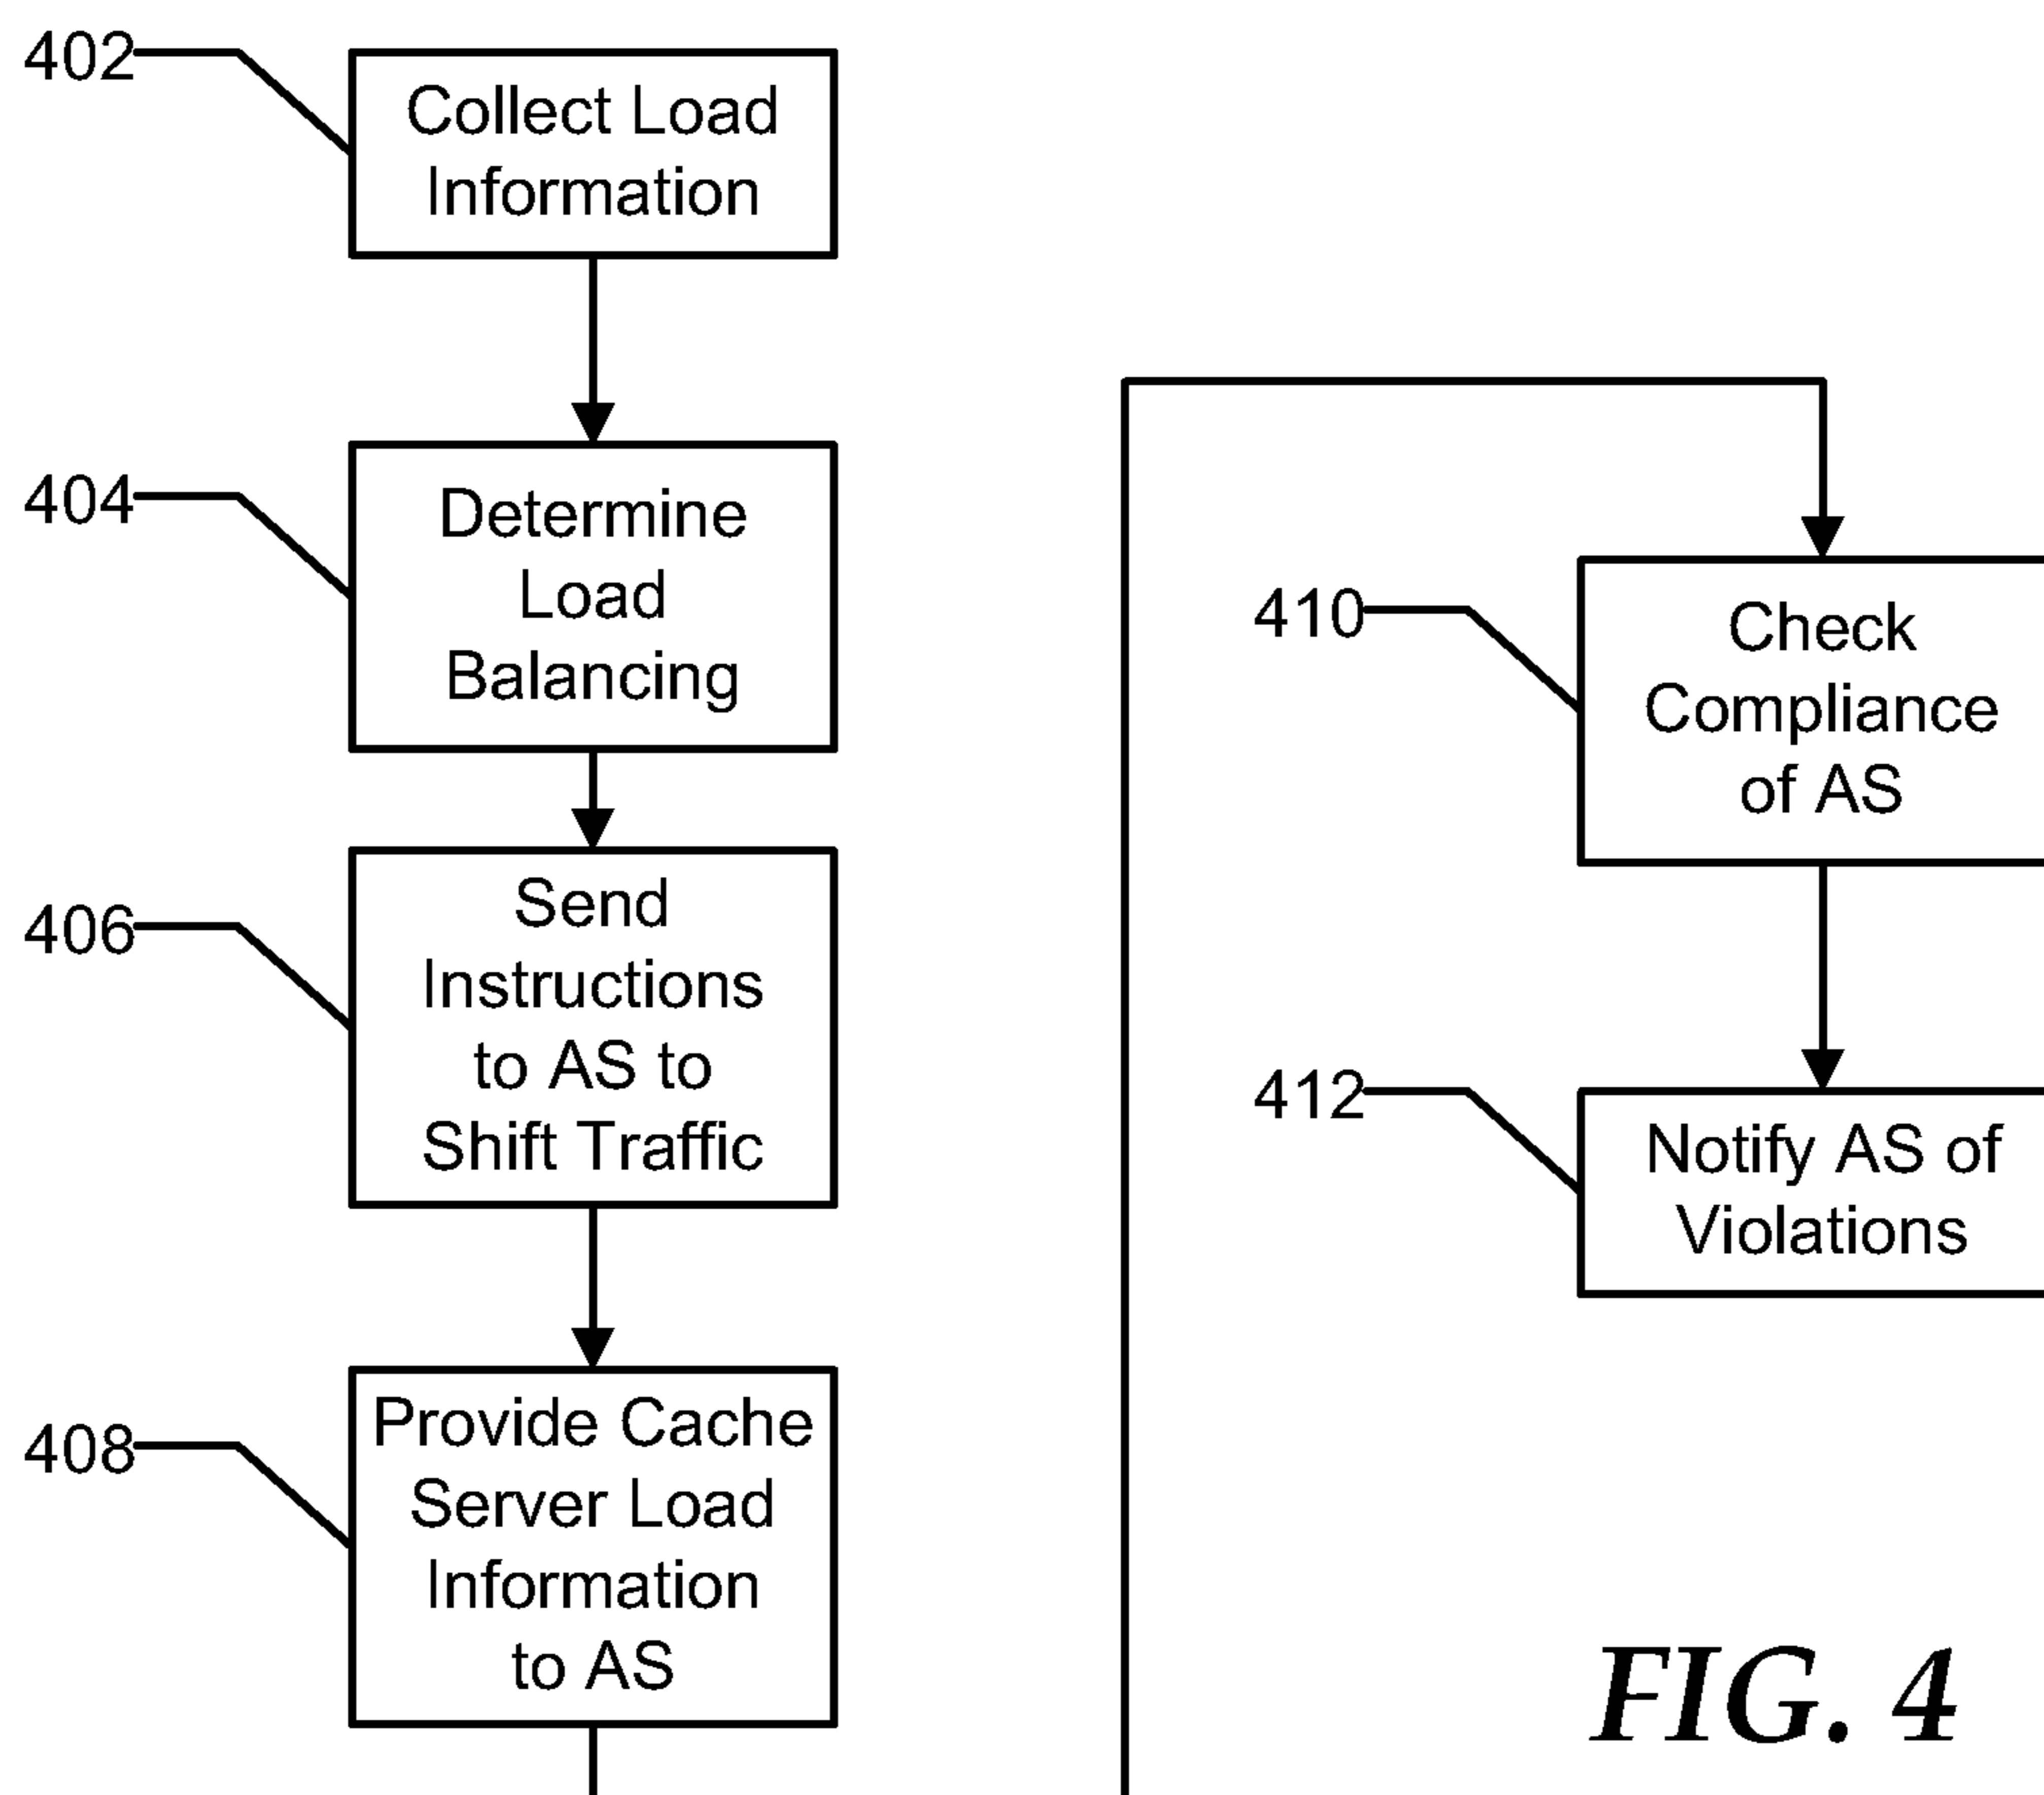 402
Collect Load
Information
404
Determine
Load
Balancing
406
Send
Instructions
to AS to
Shift Traffic
408
Provide Cache
Server Load
Information
to AS
410
Check
Compliance
of AS
412
Notify AS of
Violations
FIG. 4